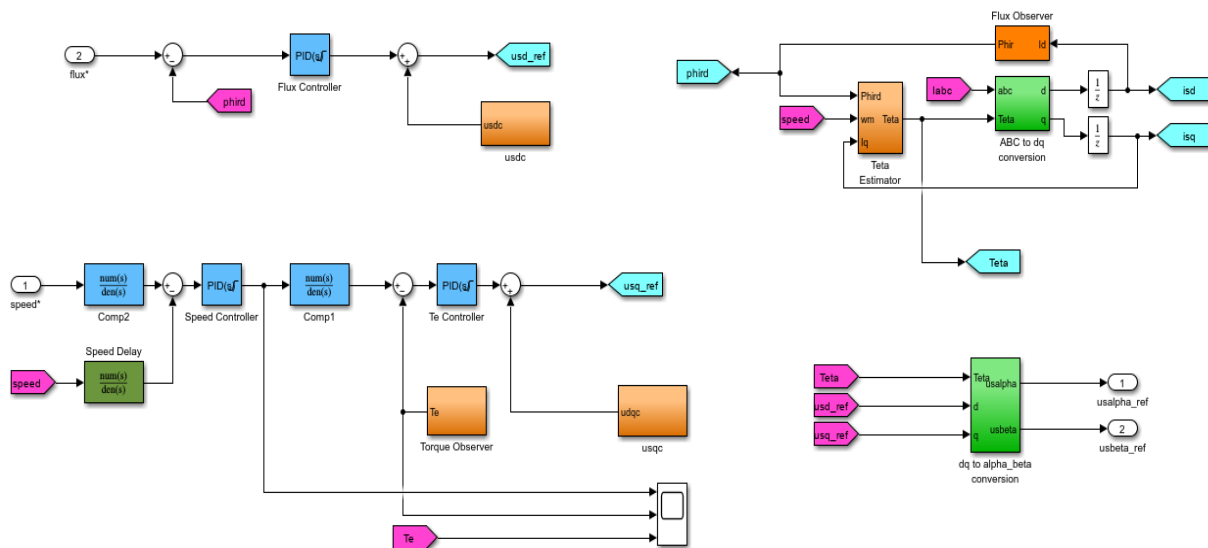 2
flux*
+
-
PID(s)
Flux Controller
+
+
usd_ref
phird
usdc
usdc
Flux Observer
Phir
Id
phird
speed
Phird
wm
Iq
Teta
Teta
Estimator
Iabc
abc
Teta
d
q
ABC to dq
conversion
1
z
1
z
isd
isq
Teta
1
speed*
num(s)
den(s)
Comp2
+
-
PID(s)
Speed Controller
num(s)
den(s)
Comp1
+
-
PID(s)
Te Controller
+
+
usq_ref
Speed Delay
speed
num(s)
den(s)
Te
Torque Observer
udqc
usqc
Te
Teta
usd_ref
usq_ref
Teta
d
q
usalpha
usbeta
dq to alpha_beta
conversion
1
usalpha_ref
2
usbeta_ref